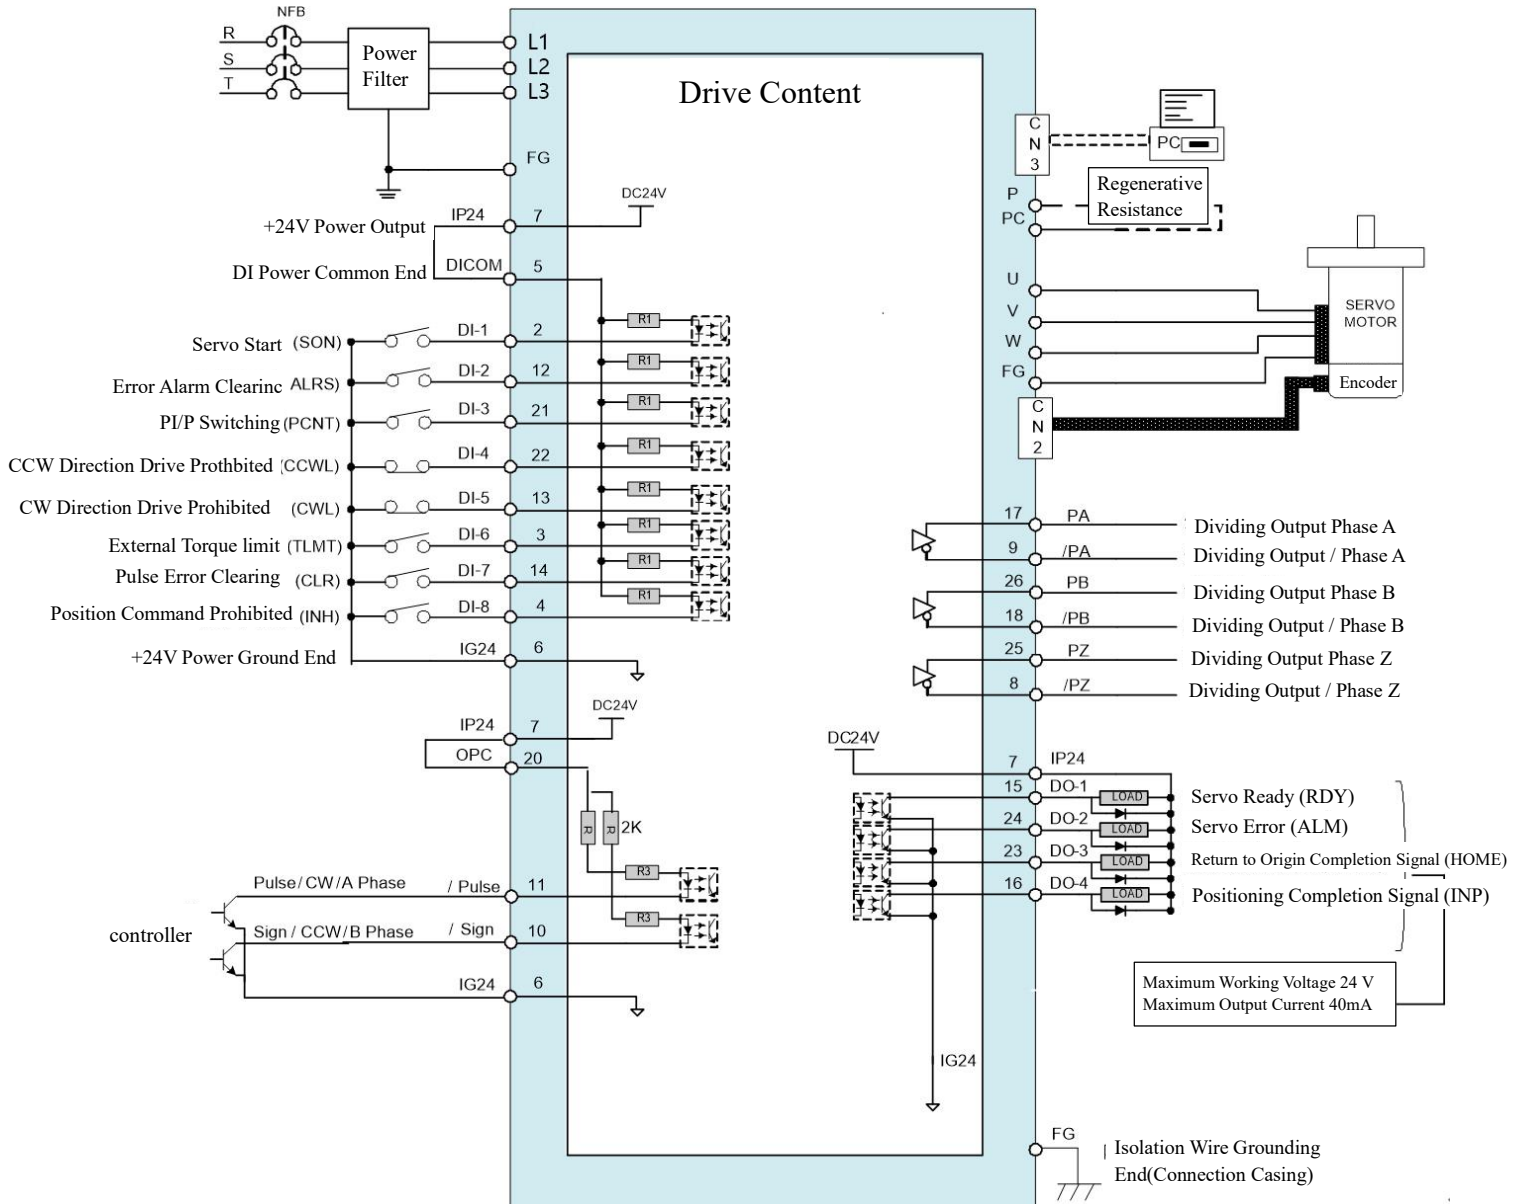 NFB
R
S
T
Power
Filter
L1
L2
L3
FG
Drive Content
DC24V
+24V Power Output
IP24
7
DI Power Common End
DICOM
5
Servo Start (SON)
DI-1
2
R1
Error Alarm Clearinc ALRS)
DI-2
12
R1
PI/P Switching (PCNT)
DI-3
21
R1
CCW Direction Drive Prothbited (CCWL)
DI-4
22
R1
CW Direction Drive Prohibited (CWL)
DI-5
13
R1
External Torque limit (TLMT)
DI-6
3
R1
Pulse Error Clearing (CLR)
DI-7
14
R1
Position Command Prohibited (INH)
DI-8
4
R1
+24V Power Ground End
IG24
6
DC24V
IP24
7
OPC
20
R
R
2K
R3
Pulse/CW/A Phase
/ Pulse
11
R3
controller
Sign / CCW/B Phase
/ Sign
10
IG24
6
C
N
3
PC
P
PC
Regenerative
Resistance
U
V
W
FG
SERVO
MOTOR
Encoder
C
N
2
17
PA
Dividing Output Phase A
9
/PA
Dividing Output / Phase A
26
PB
Dividing Output Phase B
18
/PB
Dividing Output / Phase B
25
PZ
Dividing Output Phase Z
8
/PZ
Dividing Output / Phase Z
DC24V
7
IP24
15
DO-1
LOAD
Servo Ready (RDY)
24
DO-2
LOAD
Servo Error (ALM)
23
DO-3
LOAD
Return to Origin Completion Signal (HOME)
16
DO-4
LOAD
Positioning Completion Signal (INP)
Maximum Working Voltage 24 V
Maximum Output Current 40mA
IG24
FG
Isolation Wire Grounding
End(Connection Casing)